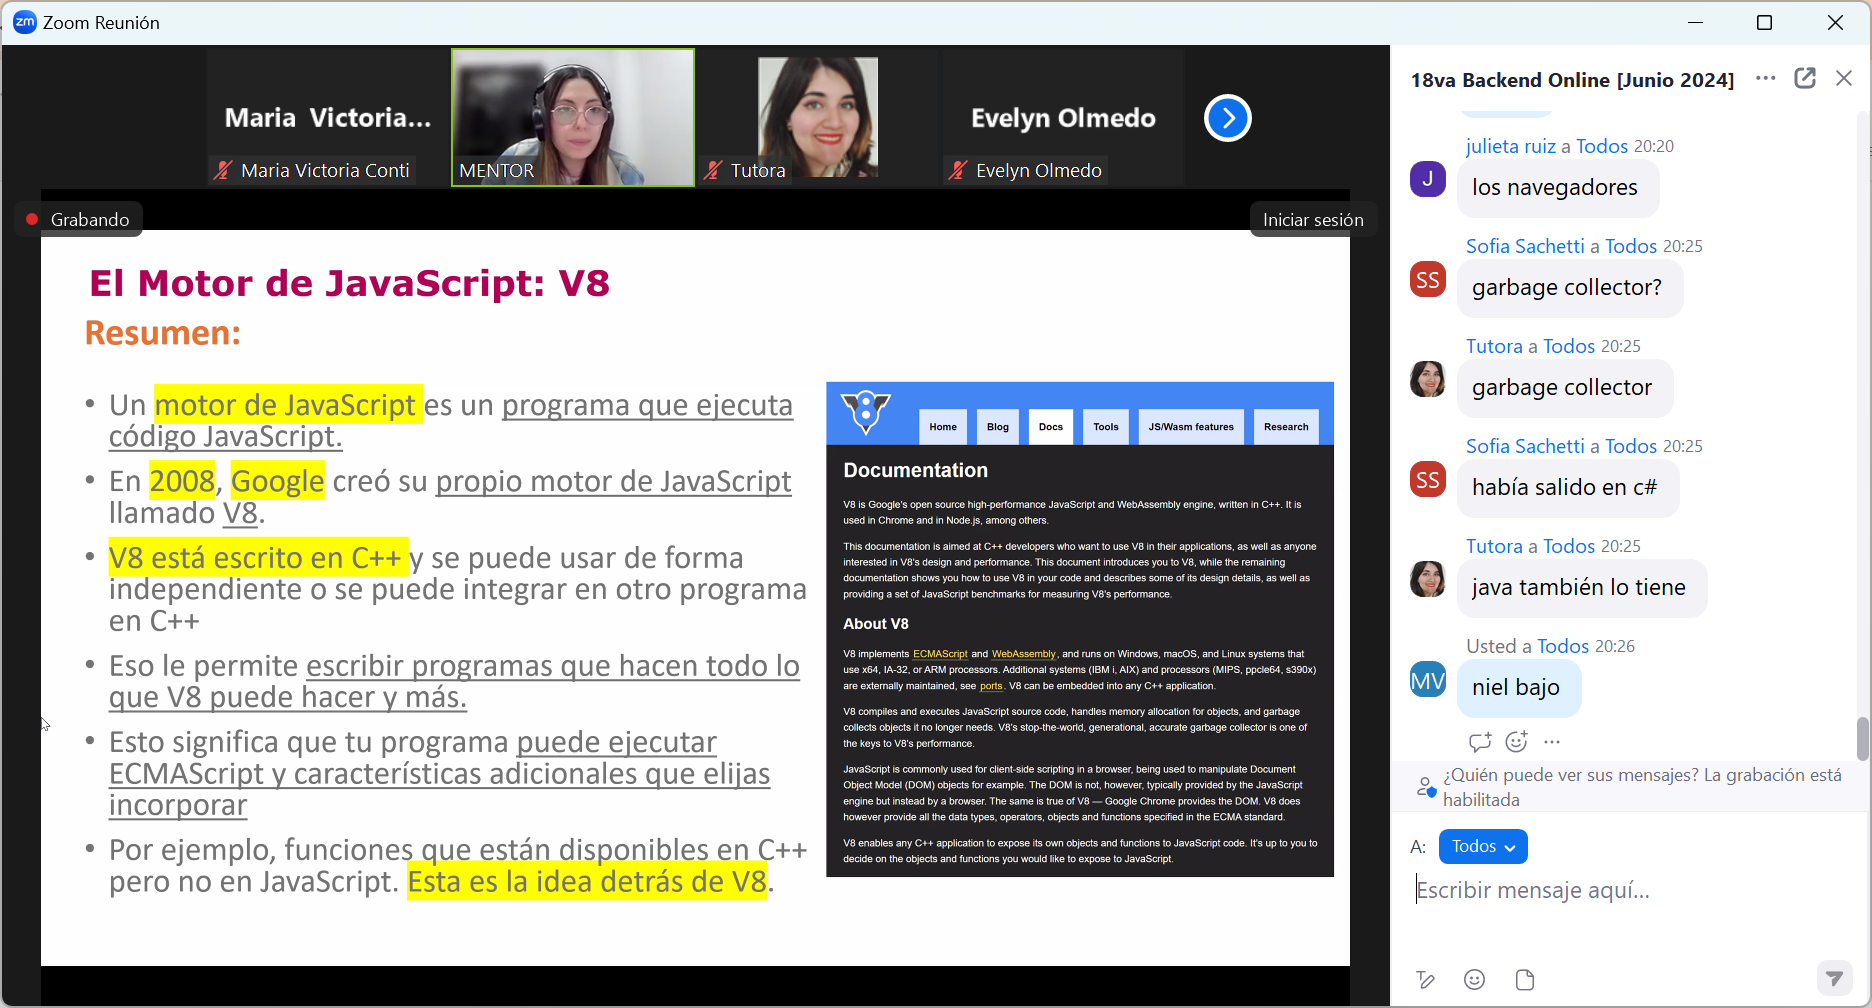 zm Zoom Reunión
Maria Victoria...
Maria Victoria Conti
MENTOR
Tutora
Evelyn Olmedo
Evelyn Olmedo
Grabando
Iniciar sesión
El Motor de JavaScript: V8
Resumen:
• Un motor de JavaScript es un programa que ejecuta
código JavaScript.
• En 2008, Google creó su propio motor de JavaScript
llamado V8.
• V8 está escrito en C++ y se puede usar de forma
independiente o se puede integrar en otro programa
en C++
• Eso le permite escribir programas que hacen todo lo
que V8 puede hacer y más.
• Esto significa que tu programa puede ejecutar
ECMAScript y características adicionales que elijas
incorporar
• Por ejemplo, funciones que están disponibles en C++
pero no en JavaScript. Esta es la idea detrás de V8.
Home Blog Docs Tools JS/Wasm features Research
Documentation
V8 is Google's open source high-performance JavaScript and WebAssembly engine, written in C++. It is
used in Chrome and in Node.js, among others.
This documentation is aimed at C++ developers who want to use V8 in their applications, as well as anyone
interested in V8's design and performance. This document introduces you to V8, while the remaining
documentation shows you how to use V8 in your code and describes some of its design details, as well as
providing a set of JavaScript benchmarks for measuring V8's performance.
About V8
V8 implements ECMAScript and WebAssembly, and runs on Windows, macOS, and Linux systems that
use x64, IA-32, or ARM processors. Additional systems (IBM i, AIX) and processors (MIPS, ppcle64, s390x)
are externally maintained, see ports. V8 can be embedded into any C++ application.
V8 compiles and executes JavaScript source code, handles memory allocation for objects, and garbage
collects objects it no longer needs. V8's stop-the-world, generational, accurate garbage collector is one of
the keys to V8's performance.
JavaScript is commonly used for client-side scripting in a browser, being used to manipulate Document
Object Model (DOM) objects for example. The DOM is not, however, typically provided by the JavaScript
engine but instead by a browser. The same is true of V8 — Google Chrome provides the DOM. V8 does
however provide all the data types, operators, objects and functions specified in the ECMA standard.
V8 enables any C++ application to expose its own objects and functions to JavaScript code. It's up to you to
decide on the objects and functions you would like to expose to JavaScript.
18va Backend Online [Junio 2024]
julieta ruiz a Todos 20:20
J
los navegadores
Sofia Sachetti a Todos 20:25
SS
garbage collector?
Tutora a Todos 20:25
garbage collector
Sofia Sachetti a Todos 20:25
SS
había salido en c#
Tutora a Todos 20:25
java también lo tiene
Usted a Todos 20:26
MV
niel bajo
¿Quién puede ver sus mensajes? La grabación está
habilitada
A: Todos
Escribir mensaje aquí...